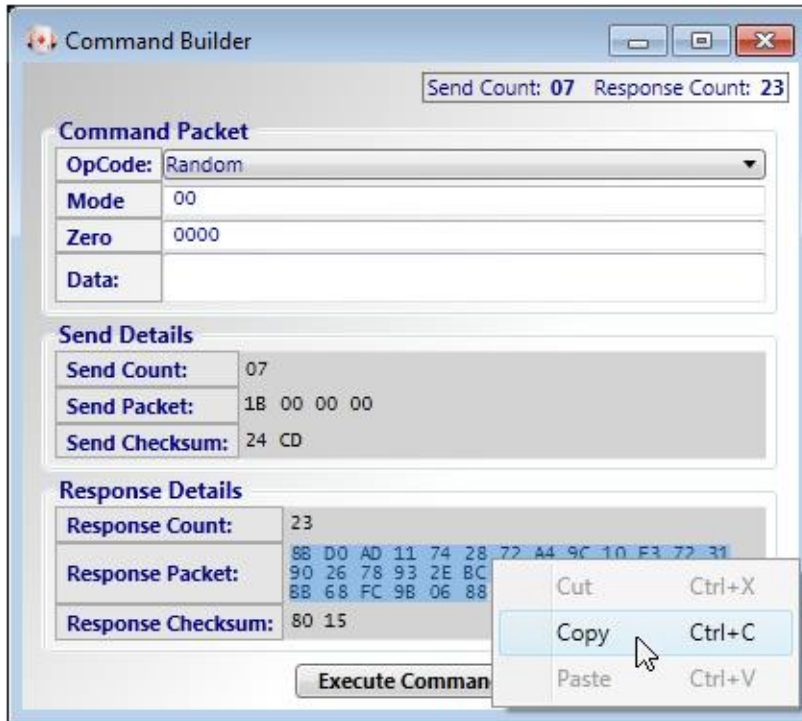 Command Builder
Send Count: 07 Response Count: 23
Command Packet
OpCode: Random
Mode 00
Zero 0000
Data:
Send Details
Send Count: 07
Send Packet: 1B 00 00 00
Send Checksum: 24 CD
Response Details
Response Count: 23
Response Packet: 8B D0 AD 11 74 28 72 A4 9C 10 E3 72 31
90 26 78 93 2E BC
BB 68 FC 9B 06 88
Response Checksum: 80 15
Cut Ctrl+X
Copy Ctrl+C
Paste Ctrl+V
Execute Comman